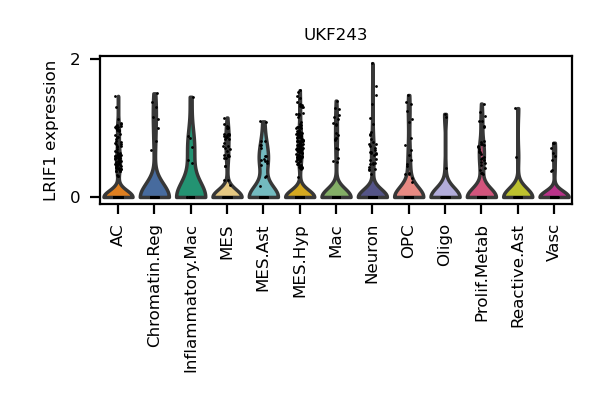 UKF243
LRIF1 expression
2
0
AC
Chromatin.Reg
Inflammatory.Mac
MES
MES.Ast
MES.Hyp
Mac
Neuron
OPC
Oligo
Prolif.Metab
Reactive.Ast
Vasc